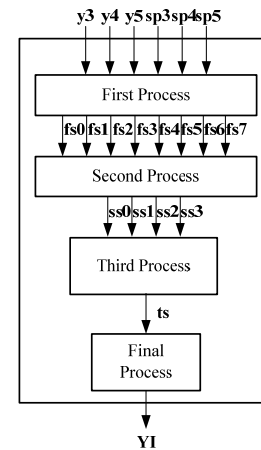 y3 y4 y5 sp3 sp4 sp5
First Process
fs0 fs1 fs2 fs3 fs4 fs5 fs6 fs7
Second Process
ss0 ss1 ss2 ss3
Third Process
ts
Final
Process
YI